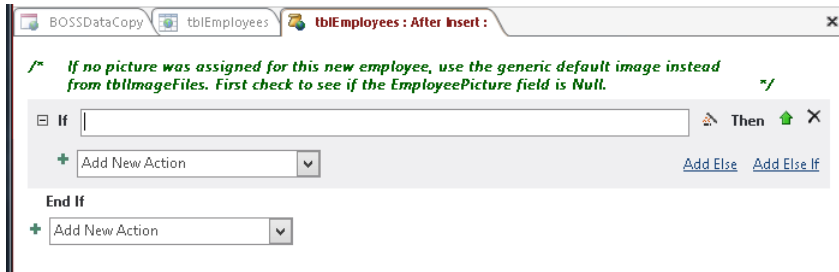 BOSSDataCopy tblEmployees tblEmployees : After Insert :
/* If no picture was assigned for this new employee, use the generic default image instead
from tblImageFiles. First check to see if the EmployeePicture field is Null. */
If Then
Add New Action Add Else Add Else If
End If
Add New Action